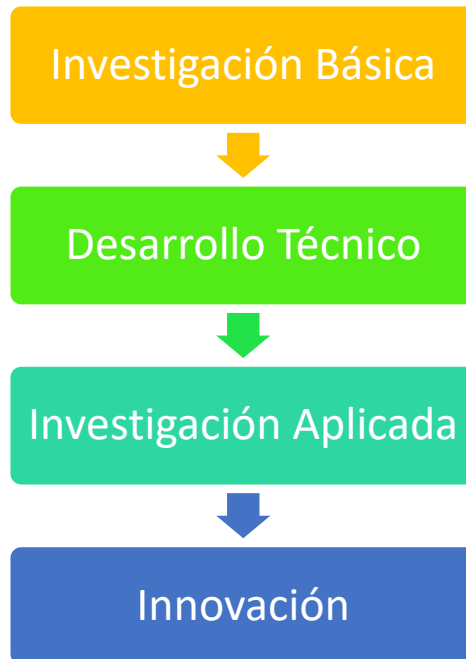 Investigación Básica
Desarrollo Técnico
Investigación Aplicada
Innovación